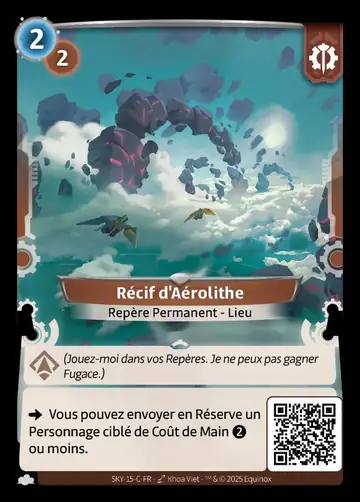 2
2
Récif d'Aérolithe
Repère Permanent - Lieu
(Jouez-moi dans vos Repères. Je ne peux pas gagner
Fugace.)
Vous pouvez envoyer en Réserve un
Personnage ciblé de Coût de Main 2
ou moins.
SKY-15-C-FR - Khoa Viet - ™ & © 2025 Equinox